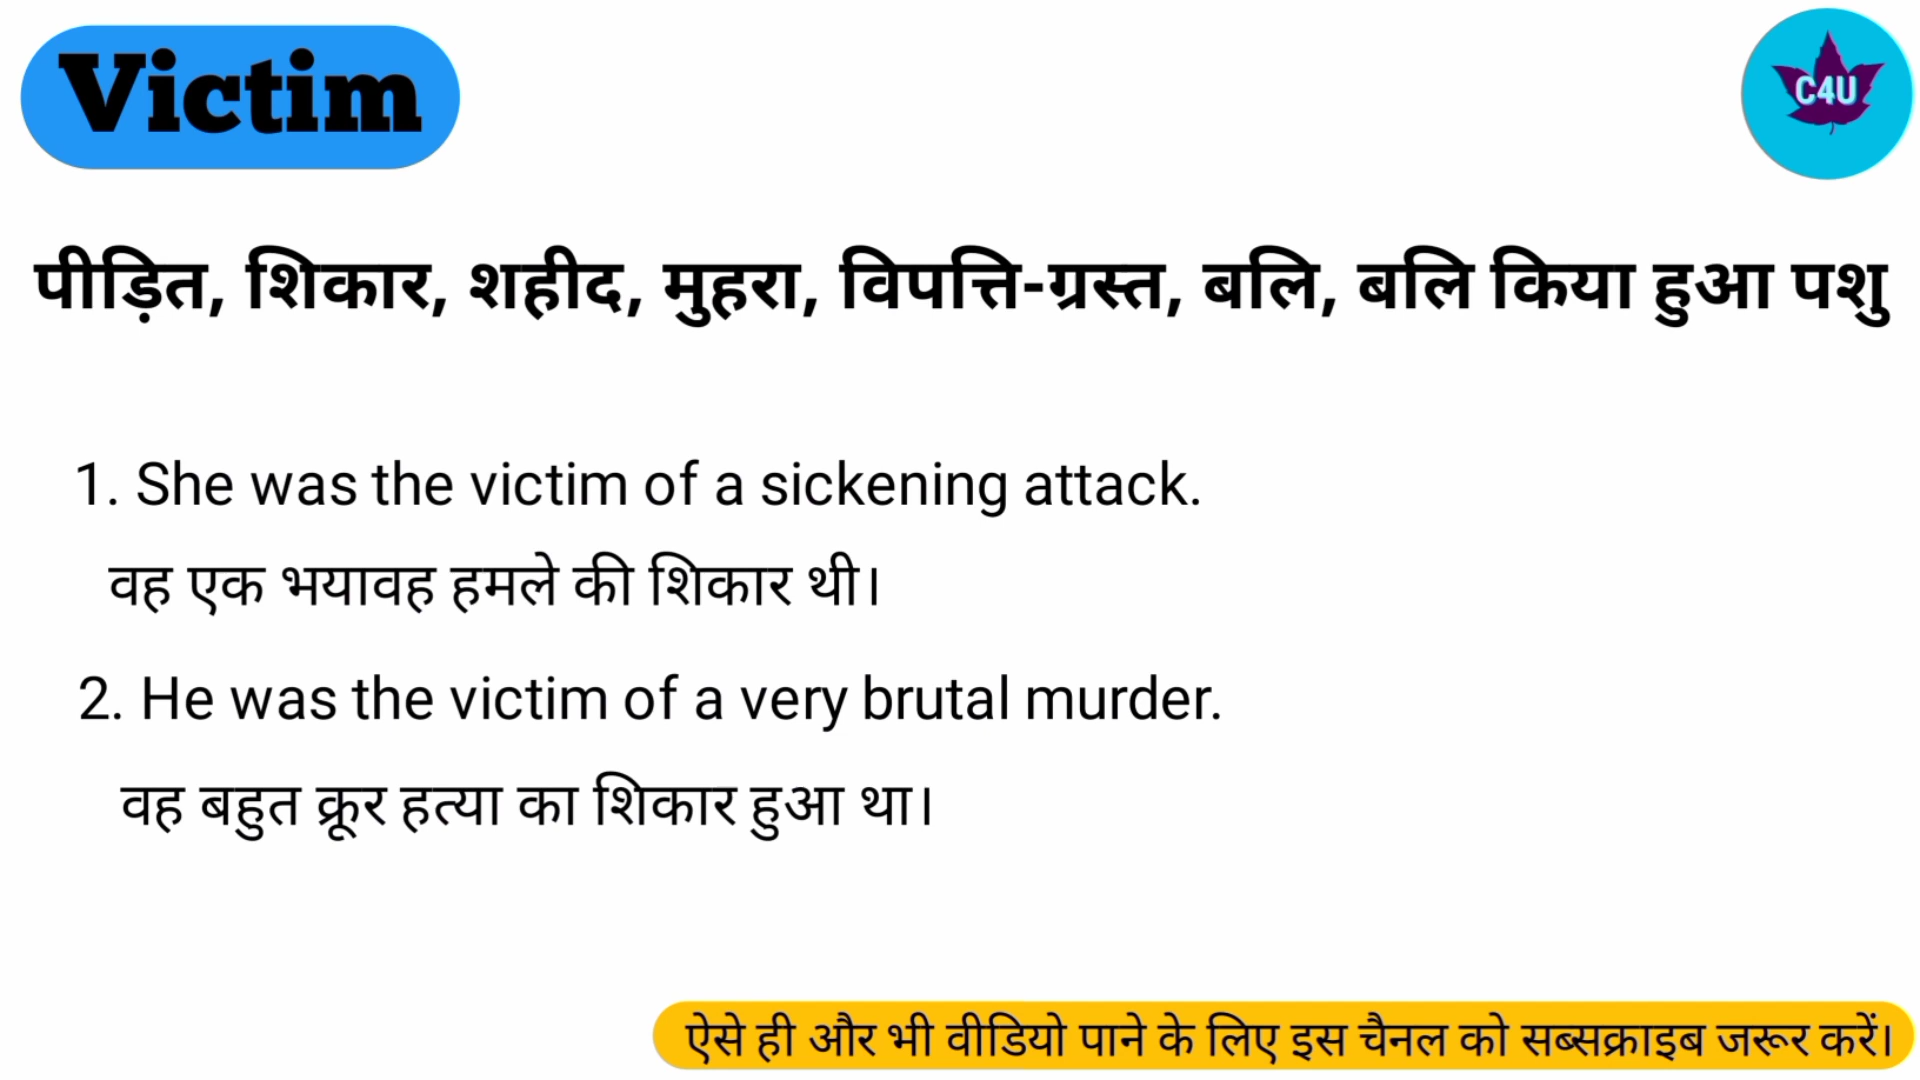 Victim
C4U
पीड़ित, शिकार, शहीद, मुहरा, विपत्ति-ग्रस्त, बलि, बलि किया हुआ पशु
1. She was the victim of a sickening attack.
वह एक भयावह हमले की शिकार थी।
2. He was the victim of a very brutal murder.
वह बहुत क्रूर हत्या का शिकार हुआ था।
ऐसे ही और भी वीडियो पाने के लिए इस चैनल को सब्सक्राइब जरूर करें।